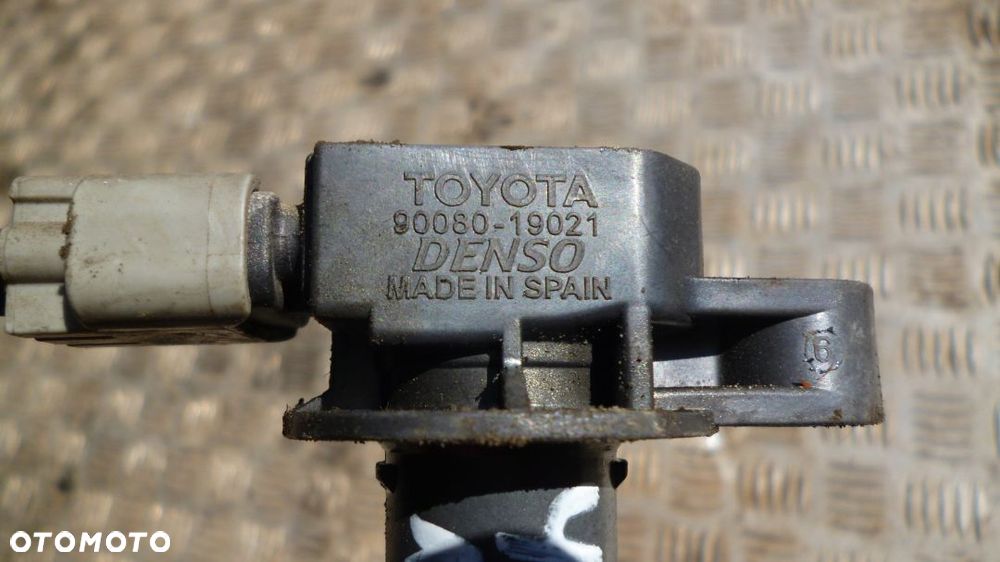 TOYOTA
90080-19021
DENSO
MADE IN SPAIN
6
OTOMOTO